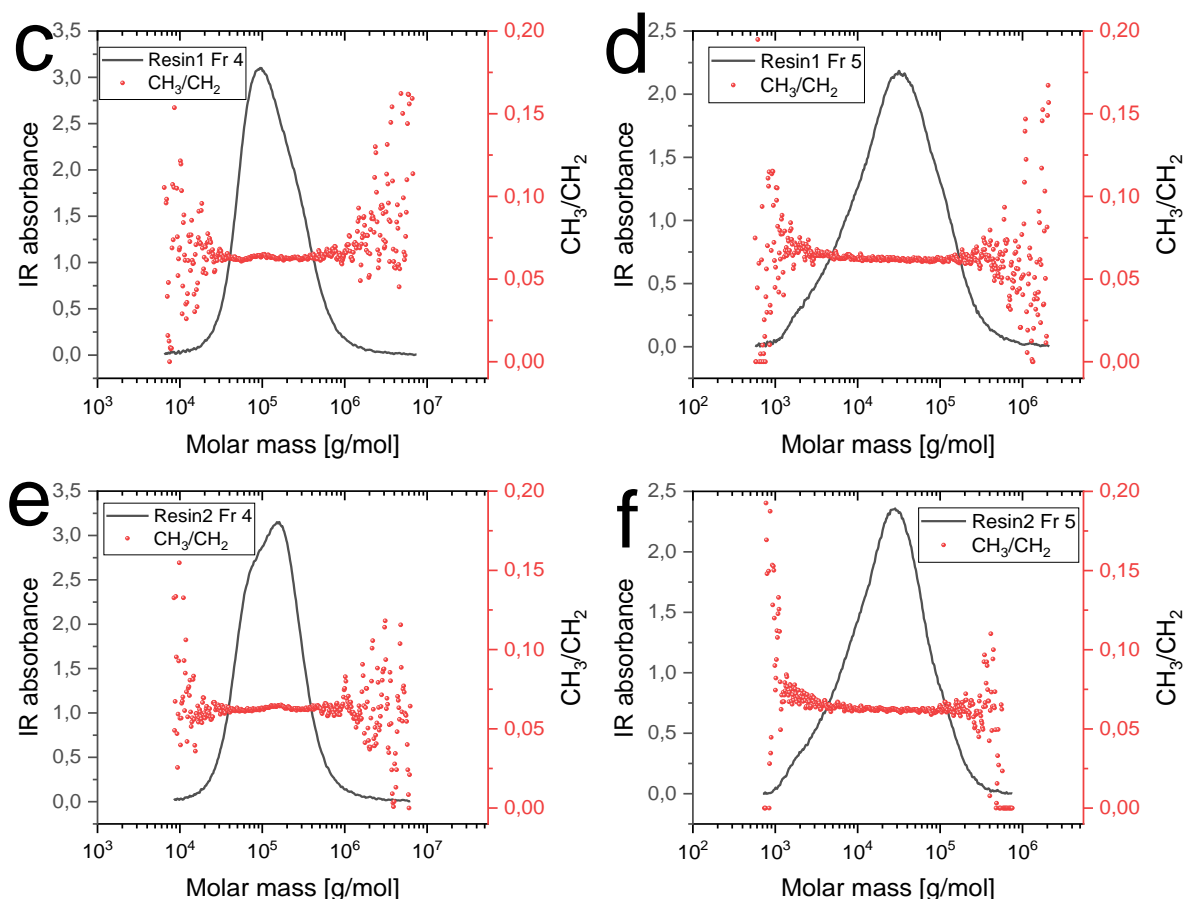 c
Resin1 Fr 4
CH₃/CH₂
3,5
3,0
2,5
2,0
1,5
1,0
0,5
0,0
IR absorbance
0,20
0,15
0,10
0,05
0,00
CH₃/CH₂
10³ 10⁴ 10⁵ 10⁶ 10⁷
Molar mass [g/mol]
d
Resin1 Fr 5
CH₃/CH₂
2,5
2,0
1,5
1,0
0,5
0,0
IR absorbance
0,20
0,15
0,10
0,05
0,00
CH₃/CH₂
10² 10³ 10⁴ 10⁵ 10⁶
Molar mass [g/mol]
e
Resin2 Fr 4
CH₃/CH₂
3,5
3,0
2,5
2,0
1,5
1,0
0,5
0,0
IR absorbance
0,20
0,15
0,10
0,05
0,00
CH₃/CH₂
10³ 10⁴ 10⁵ 10⁶ 10⁷
Molar mass [g/mol]
f
Resin2 Fr 5
CH₃/CH₂
2,5
2,0
1,5
1,0
0,5
0,0
IR absorbance
0,20
0,15
0,10
0,05
0,00
CH₃/CH₂
10² 10³ 10⁴ 10⁵ 10⁶
Molar mass [g/mol]